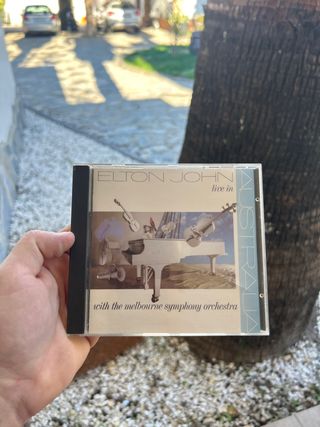 ELTON JOHN
live in
AUSTRALIA
with the melbourne symphony orchestra